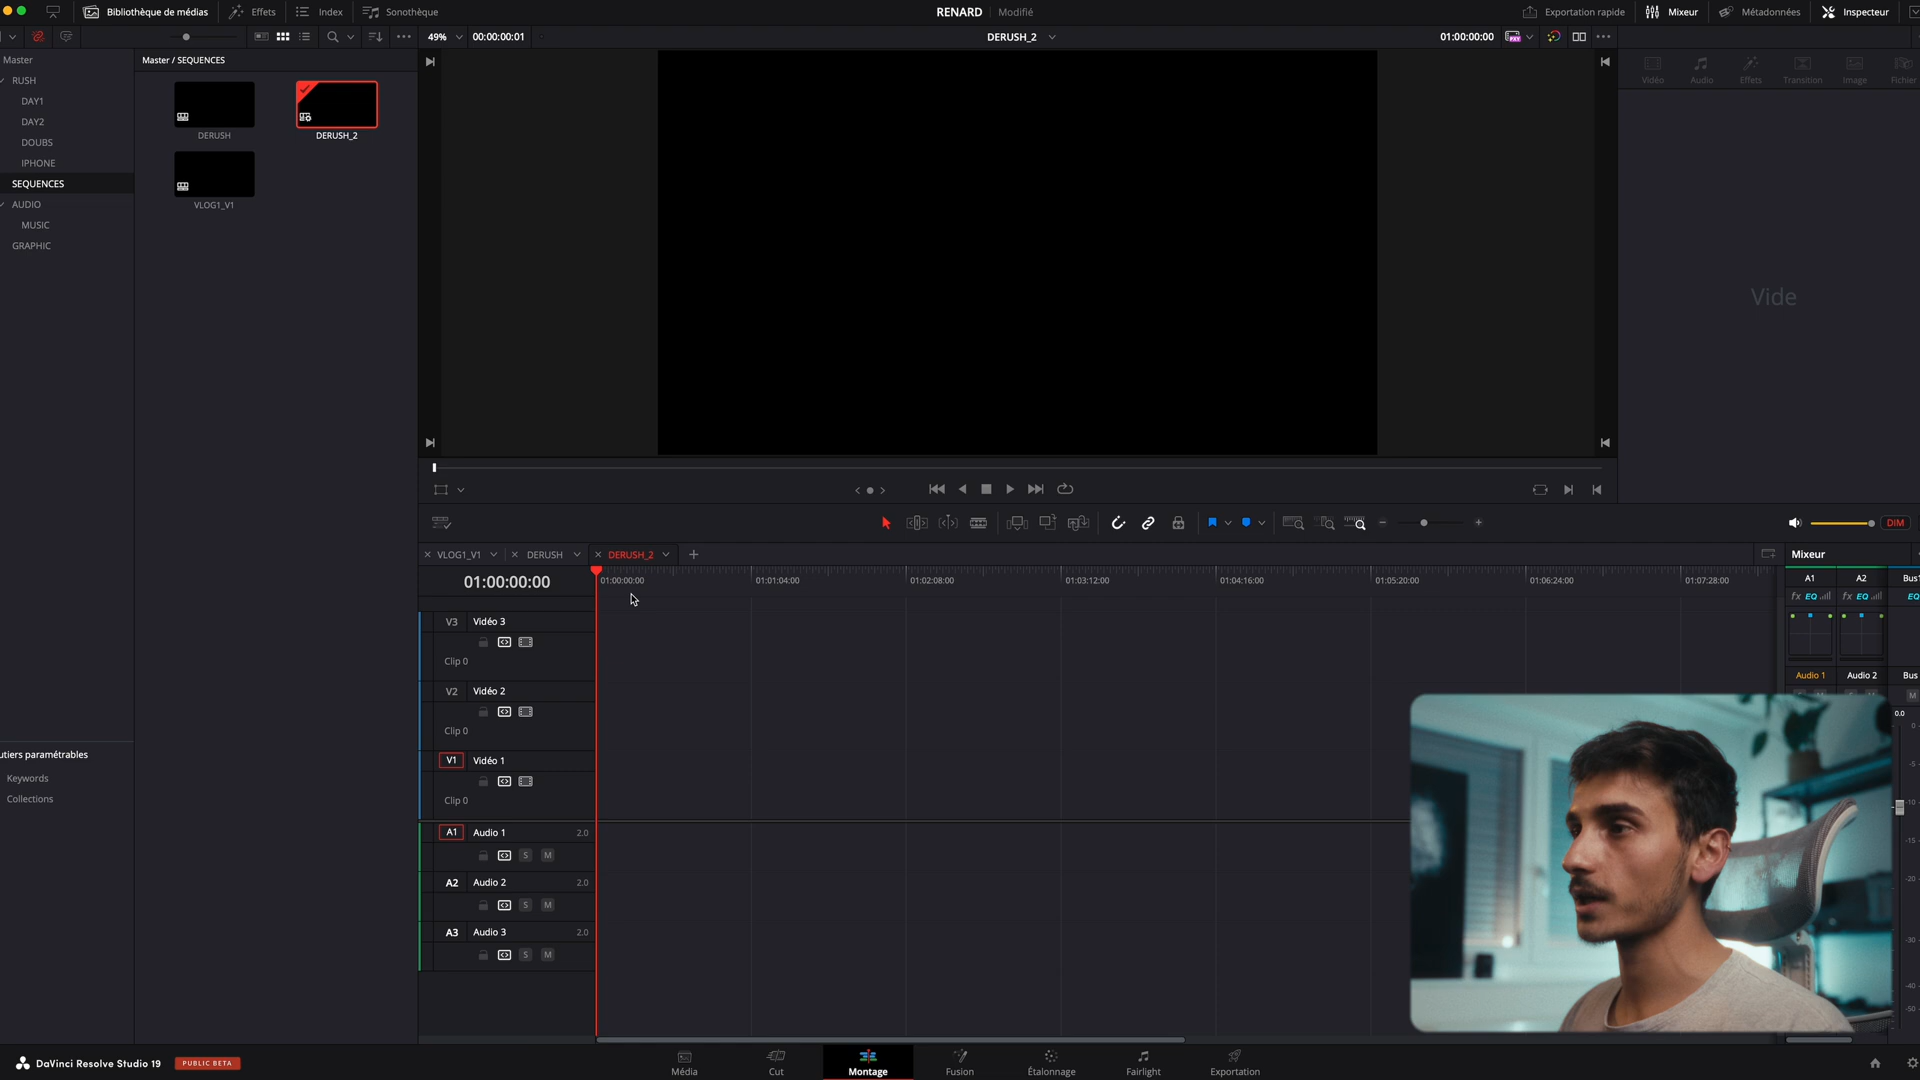 Bibliothèque de médias
Effets
Index
Sonothèque
RENARD
Modifié
Exportation rapide
Mixeur
Métadonnées
Inspecteur
49%
00:00:00:01
DERUSH_2
01:00:00:00
Master
RUSH
DAY1
DAY2
DOUBS
IPHONE
SEQUENCES
AUDIO
MUSIC
GRAPHIC
Master / SEQUENCES
DERUSH
DERUSH_2
VLOG1_V1
Vidéo
Audio
Effets
Transition
Image
Fichier
Vide
DIM
VLOG1_V1
DERUSH
DERUSH_2
Mixeur
01:00:00:00
01:00:00:00
01:01:04:00
01:02:08:00
01:03:12:00
01:04:16:00
01:05:20:00
01:06:24:00
01:07:28:00
V3 Vidéo 3
Clip 0
V2 Vidéo 2
Clip 0
V1 Vidéo 1
Clip 0
A1 Audio 1 2.0
S M
A2 Audio 2 2.0
S M
A3 Audio 3 2.0
S M
A1 A2 Bus1
fx EQ fx EQ EQ
Audio 1 Audio 2 Bus
M
0.0
0
-5
-10
-15
-20
-30
-40
-50
utiers paramétrables
Keywords
Collections
DaVinci Resolve Studio 19
PUBLIC BETA
Média
Cut
Montage
Fusion
Étalonnage
Fairlight
Exportation